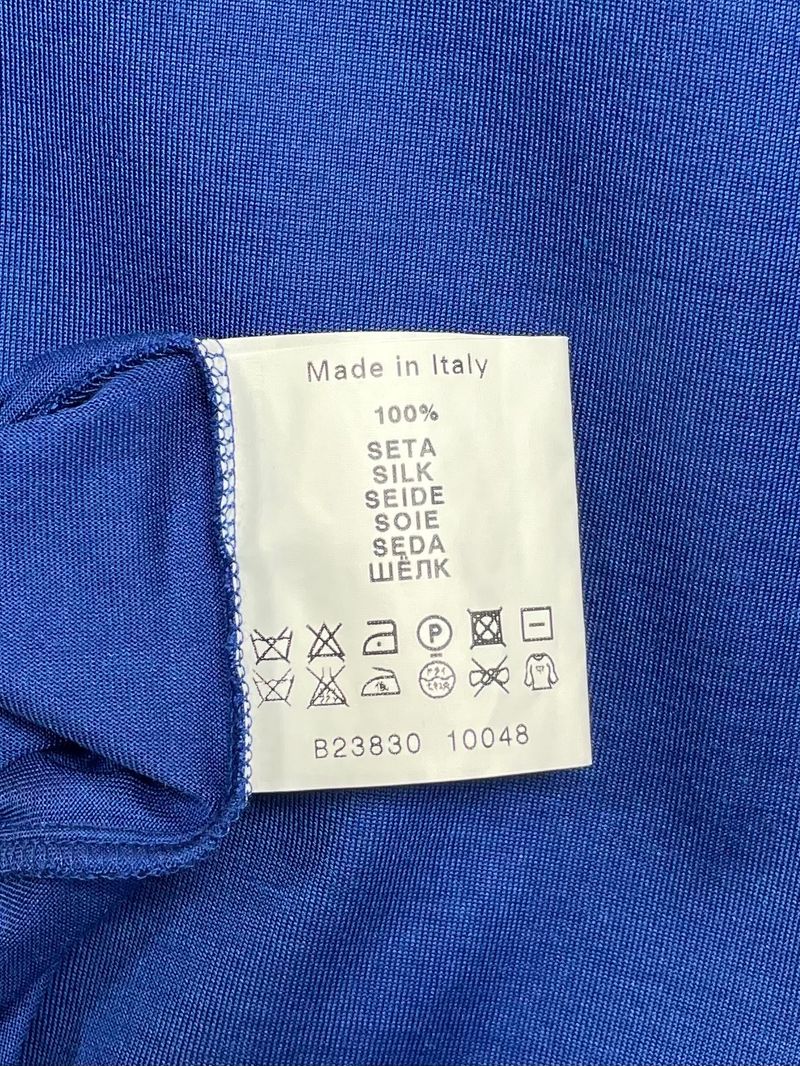 Made in Italy
100%
SETA
SILK
SEIDE
SOIE
SEDA
ШЁЛК
P
B23830 10048